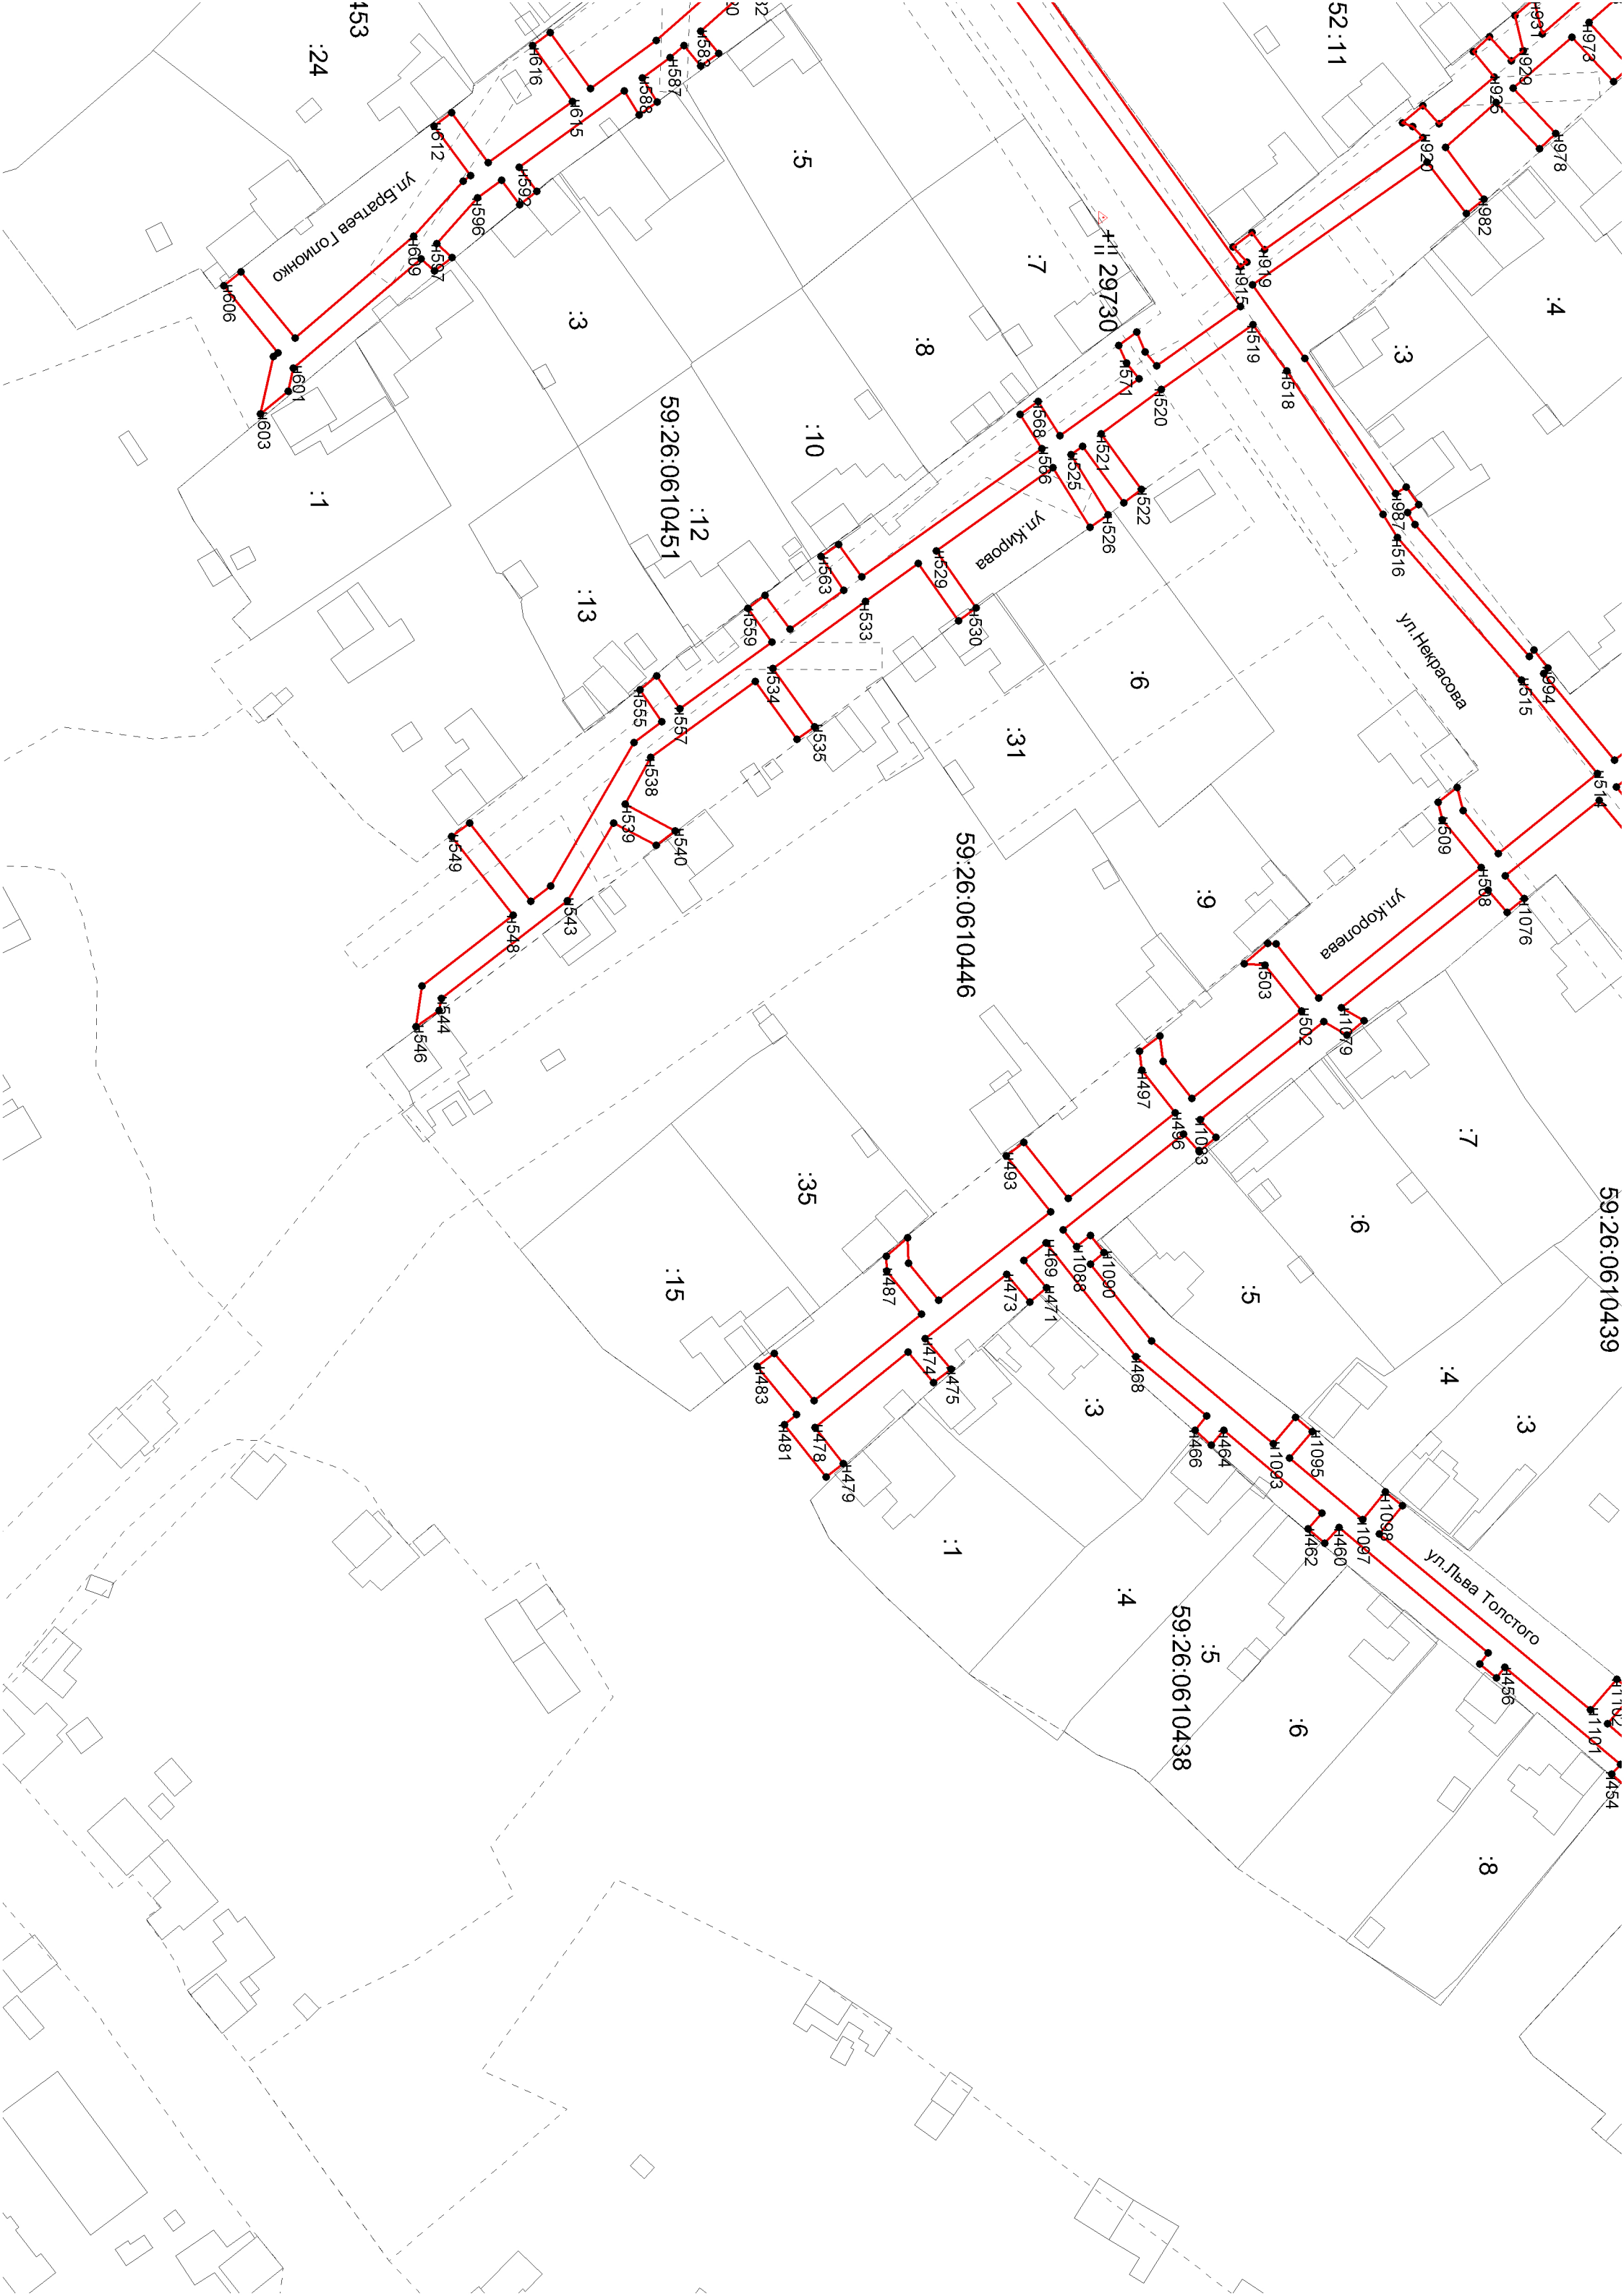 453
:24
н616
н615
н612
н588
н587
н585
н592
н596
н597
н609
ул.Братьев Голионко
н606
н601
н603
:1
:3
:5
:7
:8
:10
:12
59:26:0610451
:13
пп 29730
52:11
н931
н973
н929
н926
н978
н920
н982
н919
н915
:4
:3
н519
н518
н520
н571
н568
н566
н521
н525
н522
н526
ул.Кирова
н529
н530
н563
н533
н559
н534
н535
н555
н557
н538
н539
н540
н549
н543
н548
н544
н546
н987
н516
ул.Некрасова
н994
н515
н514
:6
:31
59:26:0610446
:9
н509
н508
н1076
ул.Королева
н503
н502
н1079
н497
н496
н1083
н493
:7
:6
:5
59:26:0610439
:35
:15
н487
н469
н471
н1088
н1090
н473
н474
н475
н468
н483
н481
н478
н479
:3
н466
н464
н1093
н1095
:4
:3
н1098
н1097
н462
н460
ул.Льва Толстого
:1
:4
:5
59:26:0610438
:6
н456
н1102
н1101
н454
:8